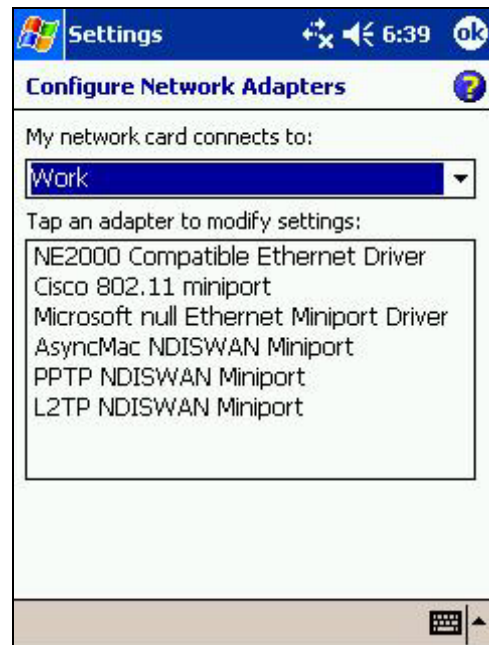 Settings 6:39 ok
Configure Network Adapters ?
My network card connects to:
Work
Tap an adapter to modify settings:
NE2000 Compatible Ethernet Driver
Cisco 802.11 miniport
Microsoft null Ethernet Miniport Driver
AsyncMac NDISWAN Miniport
PPTP NDISWAN Miniport
L2TP NDISWAN Miniport